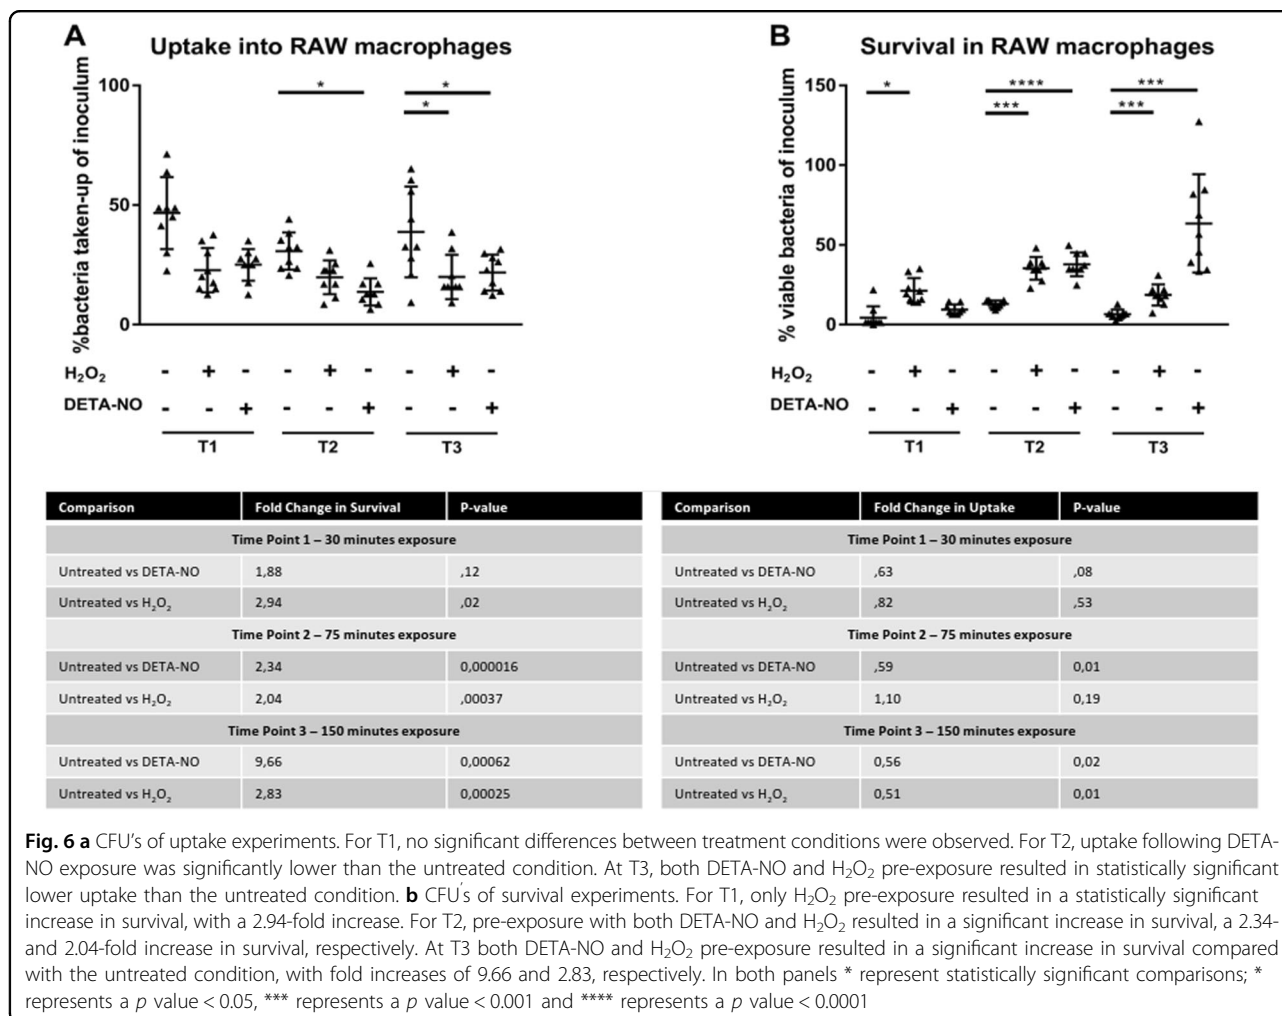 A Uptake into RAW macrophages
%bacteria taken-up of inoculum
100
50
0
* * *
H₂O₂ - + - - + - - + -
DETA-NO - - + - - + - - +
T1 T2 T3
B Survival in RAW macrophages
% viable bacteria of inoculum
150
100
50
0
* **** *** *** ***
H₂O₂ - + - - + - - + -
DETA-NO - - + - - + - - +
T1 T2 T3
Comparison Fold Change in Survival P-value
Time Point 1 – 30 minutes exposure
Untreated vs DETA-NO 1,88 ,12
Untreated vs H₂O₂ 2,94 ,02
Time Point 2 – 75 minutes exposure
Untreated vs DETA-NO 2,34 0,000016
Untreated vs H₂O₂ 2,04 ,00037
Time Point 3 – 150 minutes exposure
Untreated vs DETA-NO 9,66 0,00062
Untreated vs H₂O₂ 2,83 0,00025
Comparison Fold Change in Uptake P-value
Time Point 1 – 30 minutes exposure
Untreated vs DETA-NO ,63 ,08
Untreated vs H₂O₂ ,82 ,53
Time Point 2 – 75 minutes exposure
Untreated vs DETA-NO ,59 0,01
Untreated vs H₂O₂ 1,10 0,19
Time Point 3 – 150 minutes exposure
Untreated vs DETA-NO 0,56 0,02
Untreated vs H₂O₂ 0,51 0,01
Fig. 6 a CFU's of uptake experiments. For T1, no significant differences between treatment conditions were observed. For T2, uptake following DETA-
NO exposure was significantly lower than the untreated condition. At T3, both DETA-NO and H₂O₂ pre-exposure resulted in statistically significant
lower uptake than the untreated condition. b CFU's of survival experiments. For T1, only H₂O₂ pre-exposure resulted in a statistically significant
increase in survival, with a 2.94-fold increase. For T2, pre-exposure with both DETA-NO and H₂O₂ resulted in a significant increase in survival, a 2.34-
and 2.04-fold increase in survival, respectively. At T3 both DETA-NO and H₂O₂ pre-exposure resulted in a significant increase in survival compared
with the untreated condition, with fold increases of 9.66 and 2.83, respectively. In both panels * represent statistically significant comparisons; *
represents a p value < 0.05, *** represents a p value < 0.001 and **** represents a p value < 0.0001